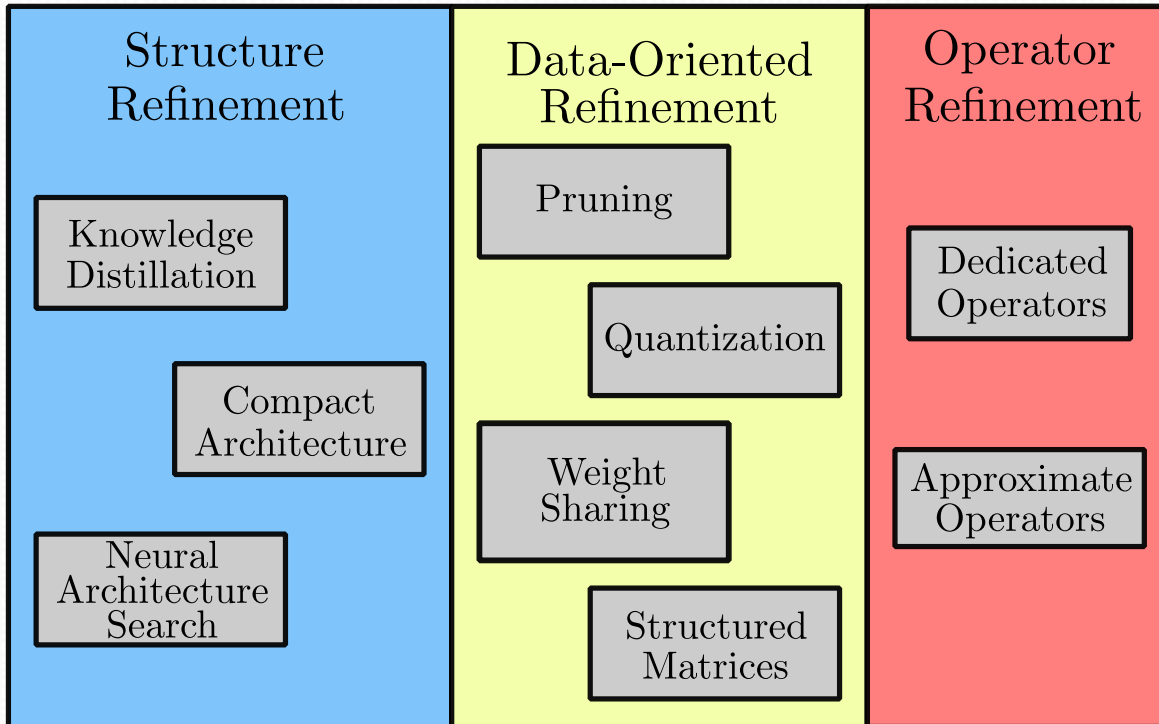 Structure
Refinement
Knowledge
Distillation
Compact
Architecture
Neural
Architecture
Search
Data-Oriented
Refinement
Pruning
Quantization
Weight
Sharing
Structured
Matrices
Operator
Refinement
Dedicated
Operators
Approximate
Operators